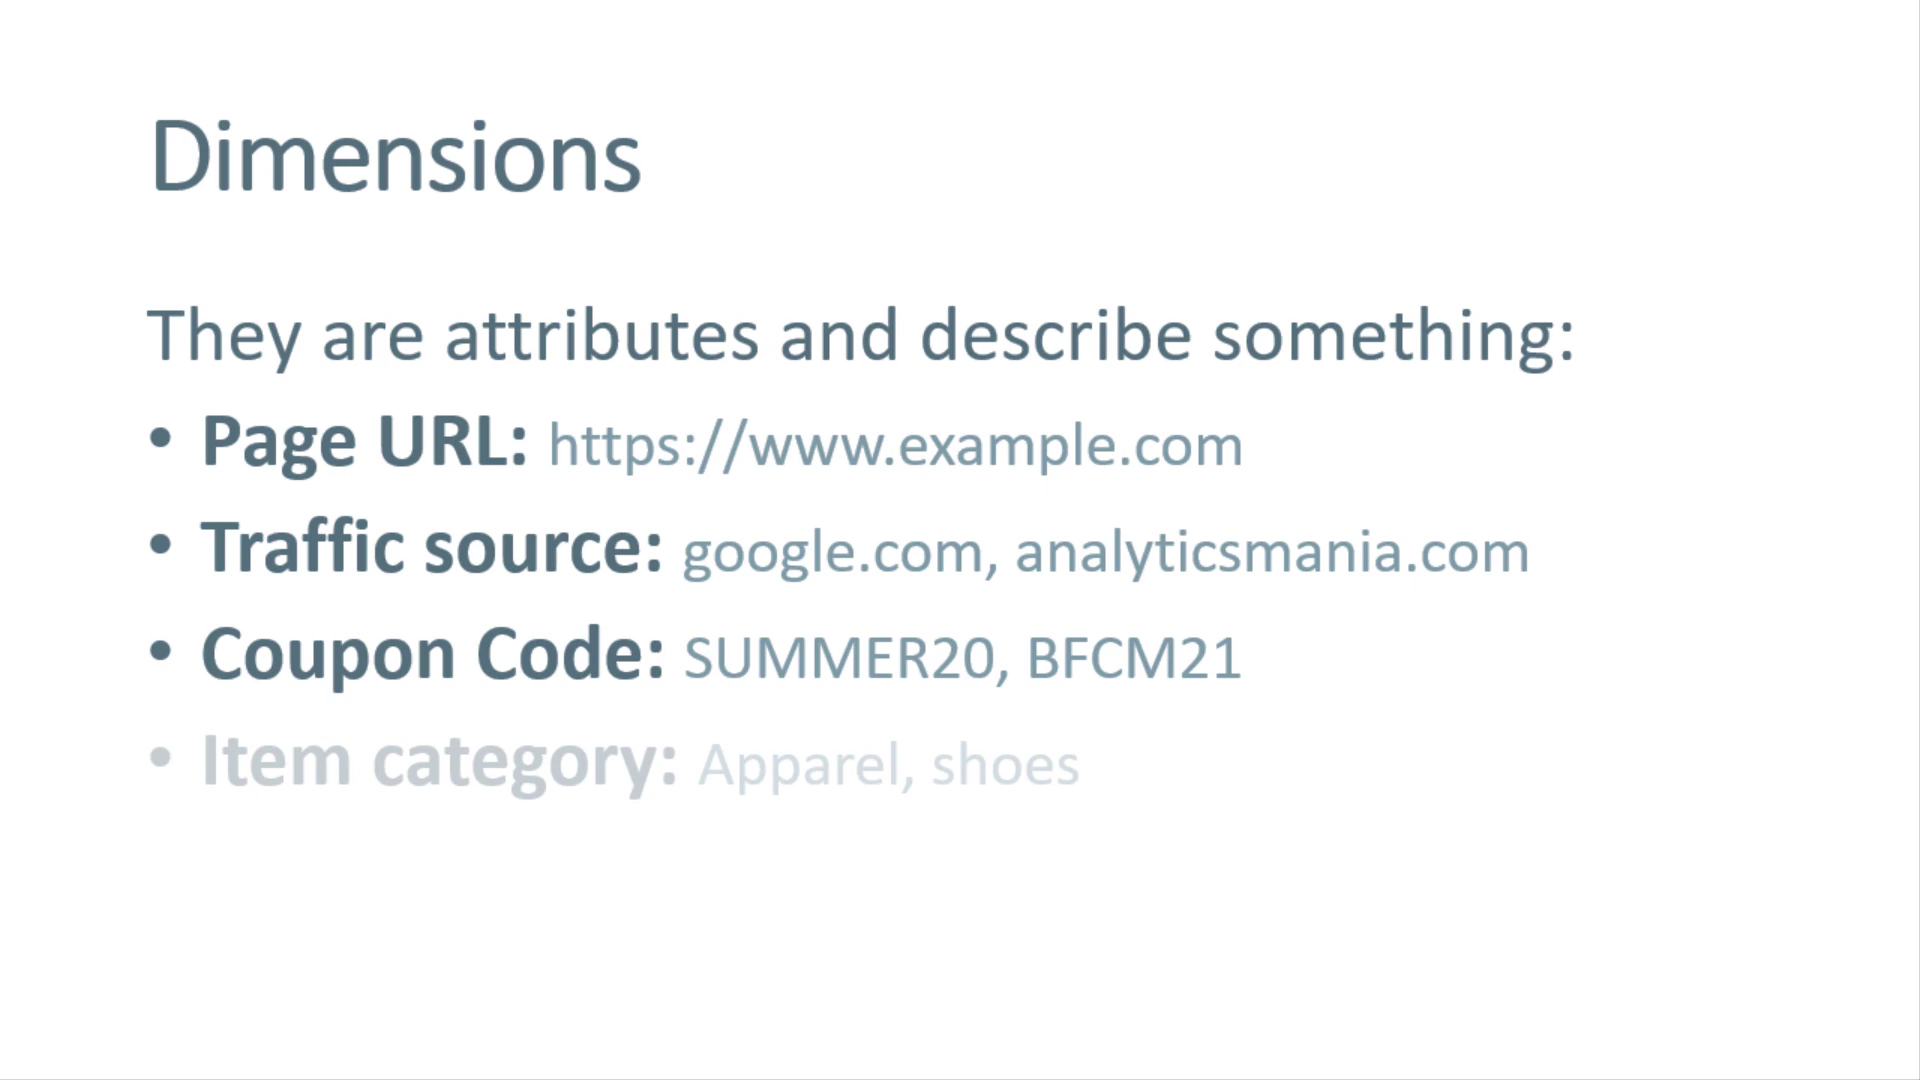 Dimensions
They are attributes and describe something:
• Page URL: https://www.example.com
• Traffic source: google.com, analyticsmania.com
• Coupon Code: SUMMER20, BFCM21
• Item category: Apparel, shoes